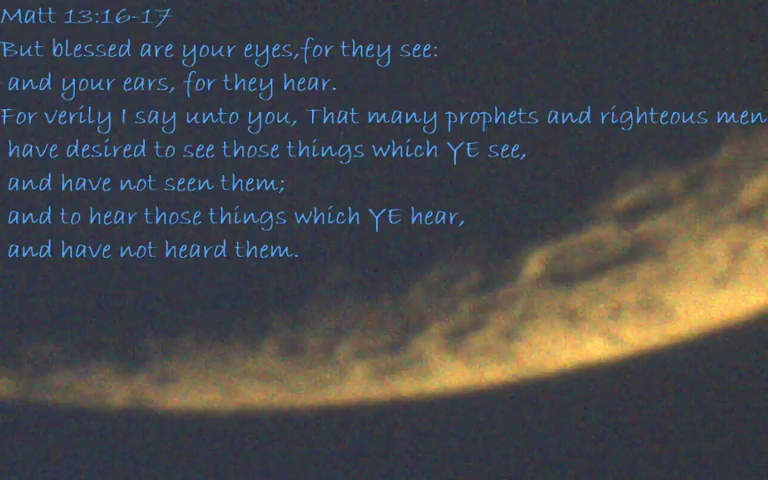 Matt 13:16-17
But blessed are your eyes,for they see:
and your ears, for they hear.
For verily I say unto you, That many prophets and righteous men
have desired to see those things which YE see,
and have not seen them;
and to hear those things which YE hear,
and have not heard them.